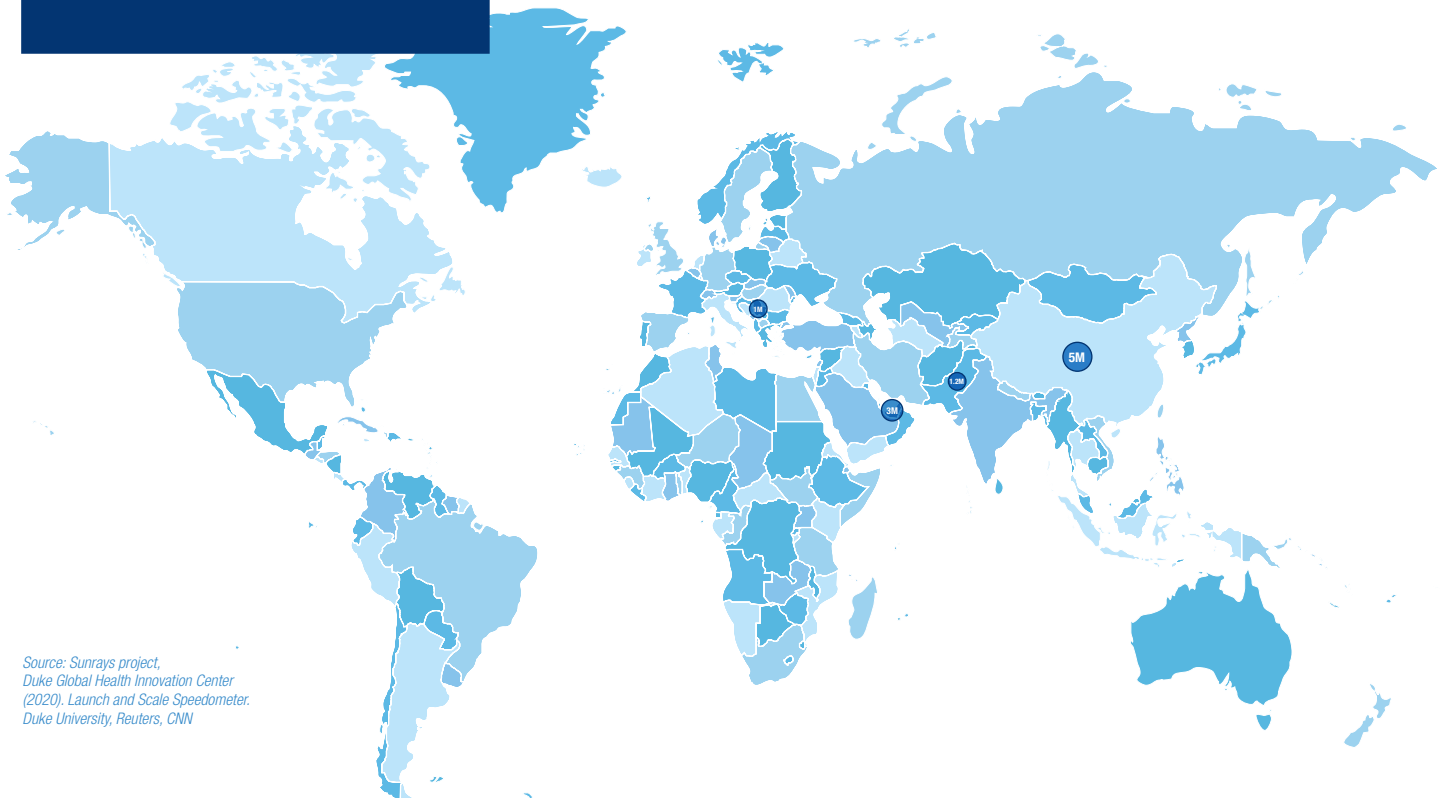 1M
5M
1.2M
3M
Source: Sunrays project,
Duke Global Health Innovation Center
(2020). Launch and Scale Speedometer.
Duke University, Reuters, CNN